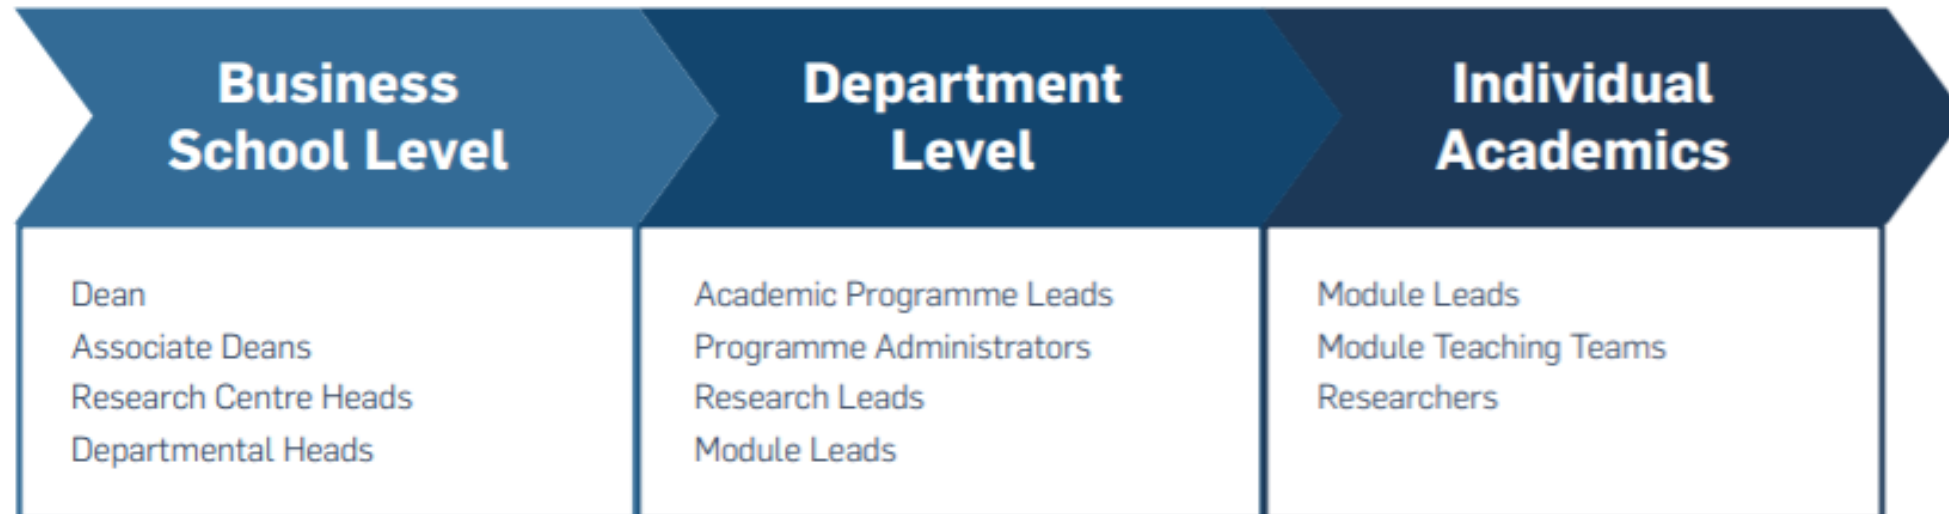 Business
School Level
Dean
Associate Deans
Research Centre Heads
Departmental Heads
Department
Level
Academic Programme Leads
Programme Administrators
Research Leads
Module Leads
Individual
Academics
Module Leads
Module Teaching Teams
Researchers